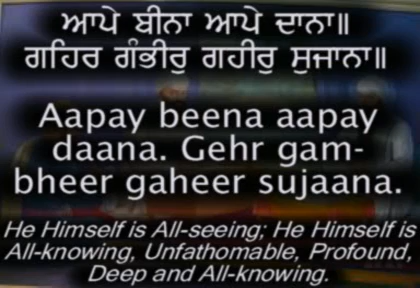 ਆਪੇ ਬੀਨਾ ਆਪੇ ਦਾਨਾ॥
ਗਹਿਰ ਗੰਭੀਰੁ ਗਹੀਰੁ ਸੁਜਾਨਾ॥
Aapay beena aapay
daana. Gehr gam-
bheer gaheer sujaana.
He Himself is All-seeing; He Himself is
All-knowing, Unfathomable, Profound,
Deep and All-knowing.